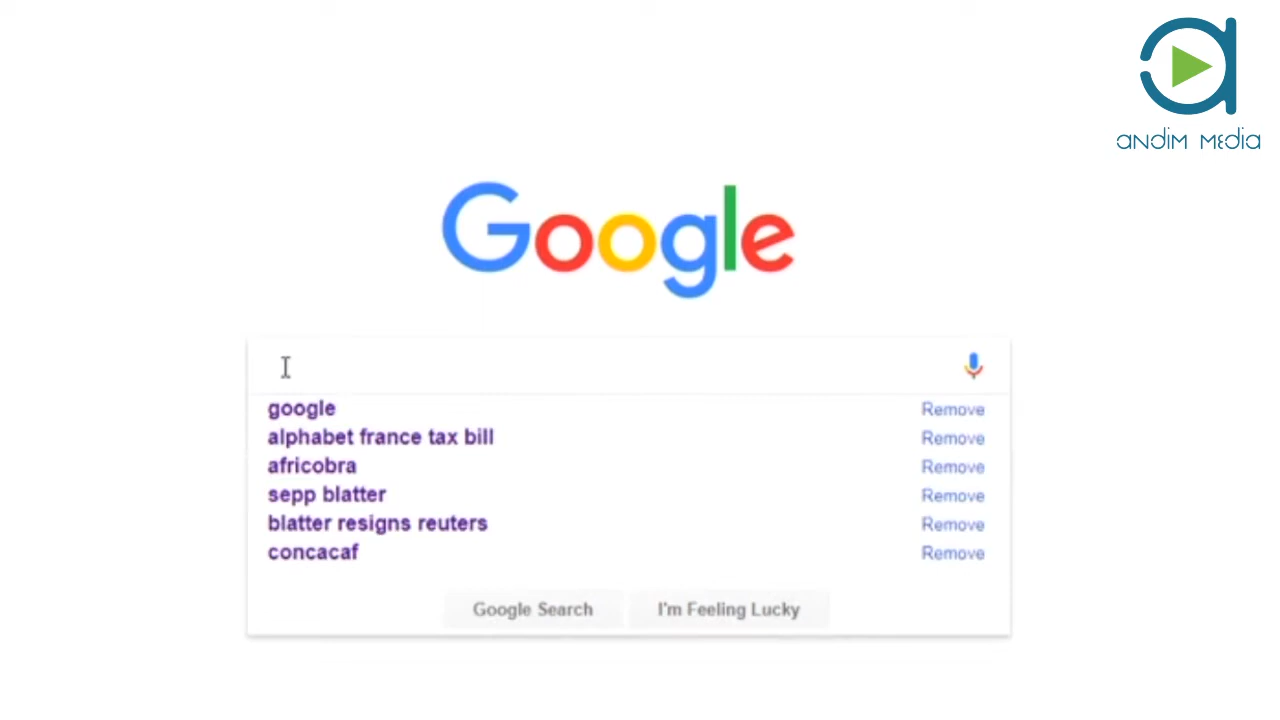 andim media
Google
google Remove
alphabet france tax bill Remove
africobra Remove
sepp blatter Remove
blatter resigns reuters Remove
concacaf Remove
Google Search I'm Feeling Lucky